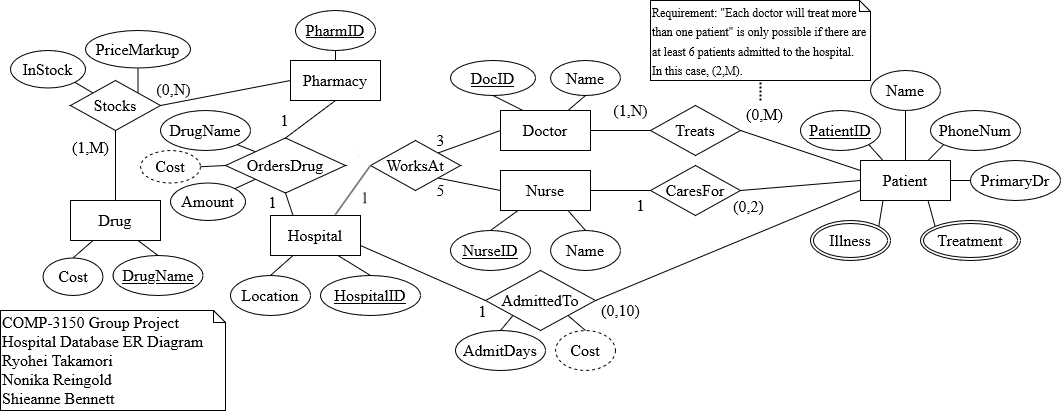 PharmID
Requirement: "Each doctor will treat more
than one patient" is only possible if there
are at least 6 patients admitted to the hospital.
In this case, (2,M).
PriceMarkup
InStock
Pharmacy
Stocks
(0,N)
DocID
Name
Name
(1,N)
(0,M)
1
DrugName
Doctor
Treats
PatientID
PhoneNum
(1,M)
3
Cost
OrdersDrug
WorksAt
Patient
PrimaryDr
Amount
1
1
5
Nurse
CaresFor
1
(0,2)
Drug
Hospital
Illness
Treatment
NurseID
Name
Cost
DrugName
Location
HospitalID
AdmittedTo
1
(0,10)
AdmitDays
Cost
COMP-3150 Group Project
Hospital Database ER Diagram
Ryohei Takamori
Nonika Reingold
Shieanne Bennett